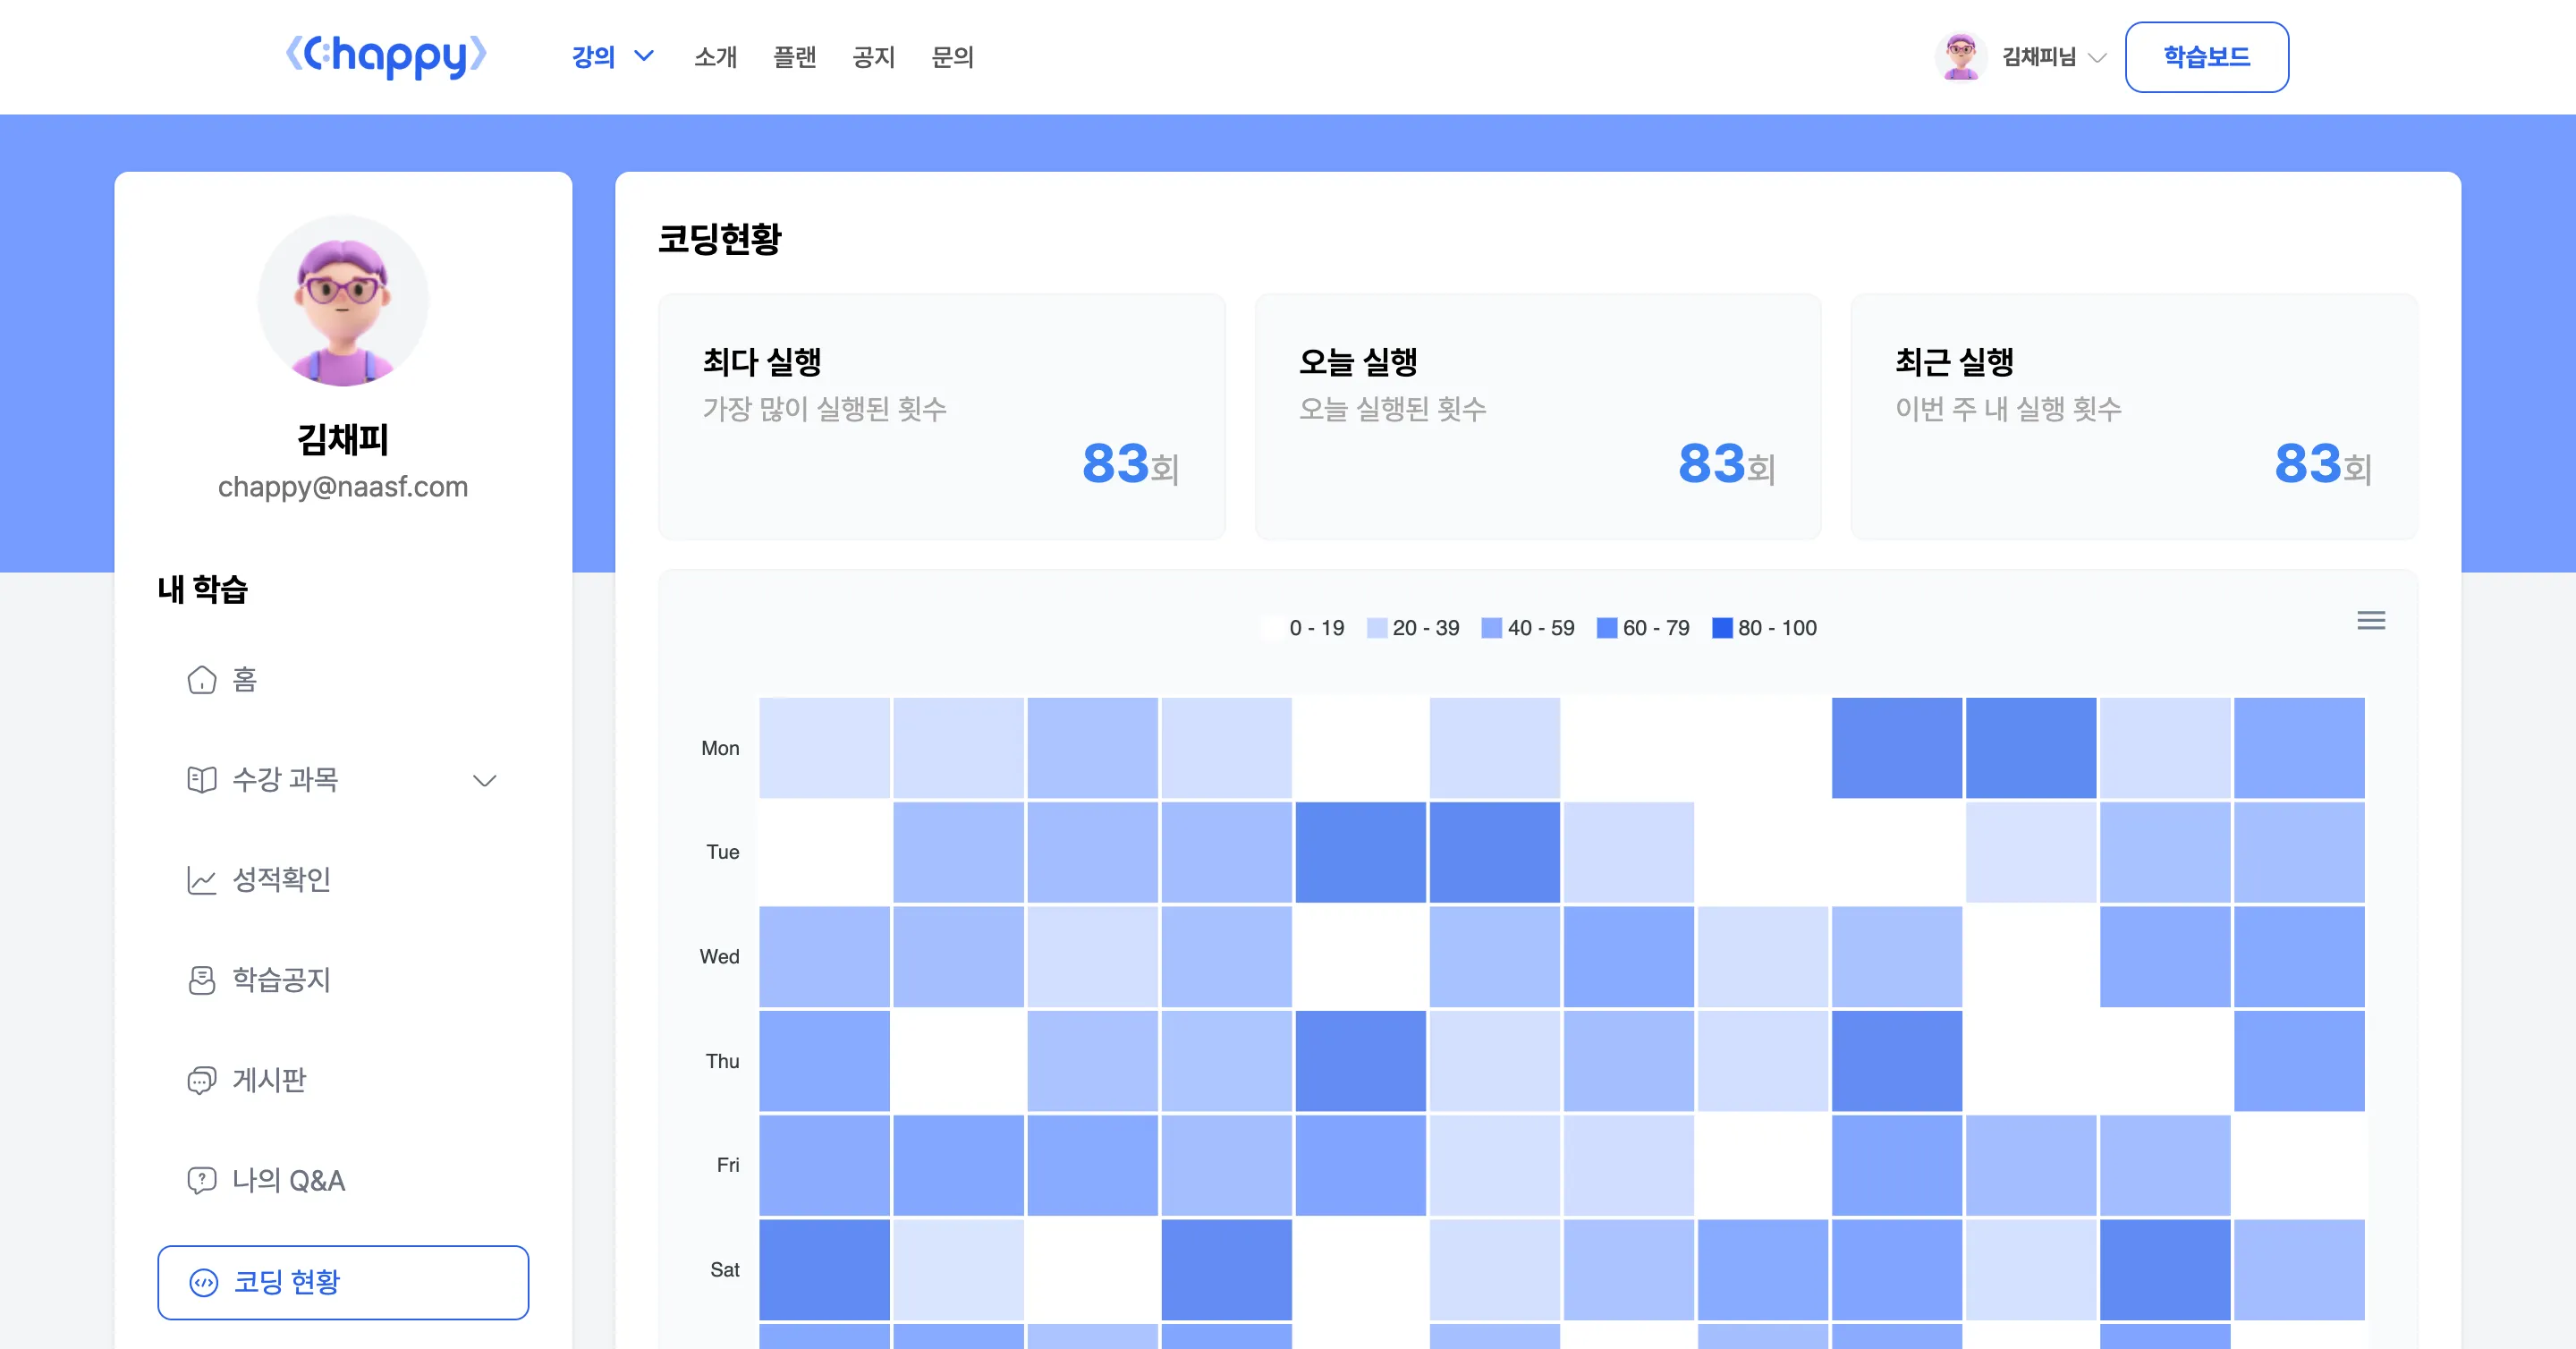 Chappy 강의 소개 플랜 공지 문의 김채피님 학습보드
김채피
chappy@naasf.com
내 학습
홈
수강 과목
성적확인
학습공지
게시판
나의 Q&A
코딩 현황
코딩현황
최다 실행
가장 많이 실행된 횟수
83회
오늘 실행
오늘 실행된 횟수
83회
최근 실행
이번 주 내 실행 횟수
83회
0 - 19 20 - 39 40 - 59 60 - 79 80 - 100
Mon
Tue
Wed
Thu
Fri
Sat